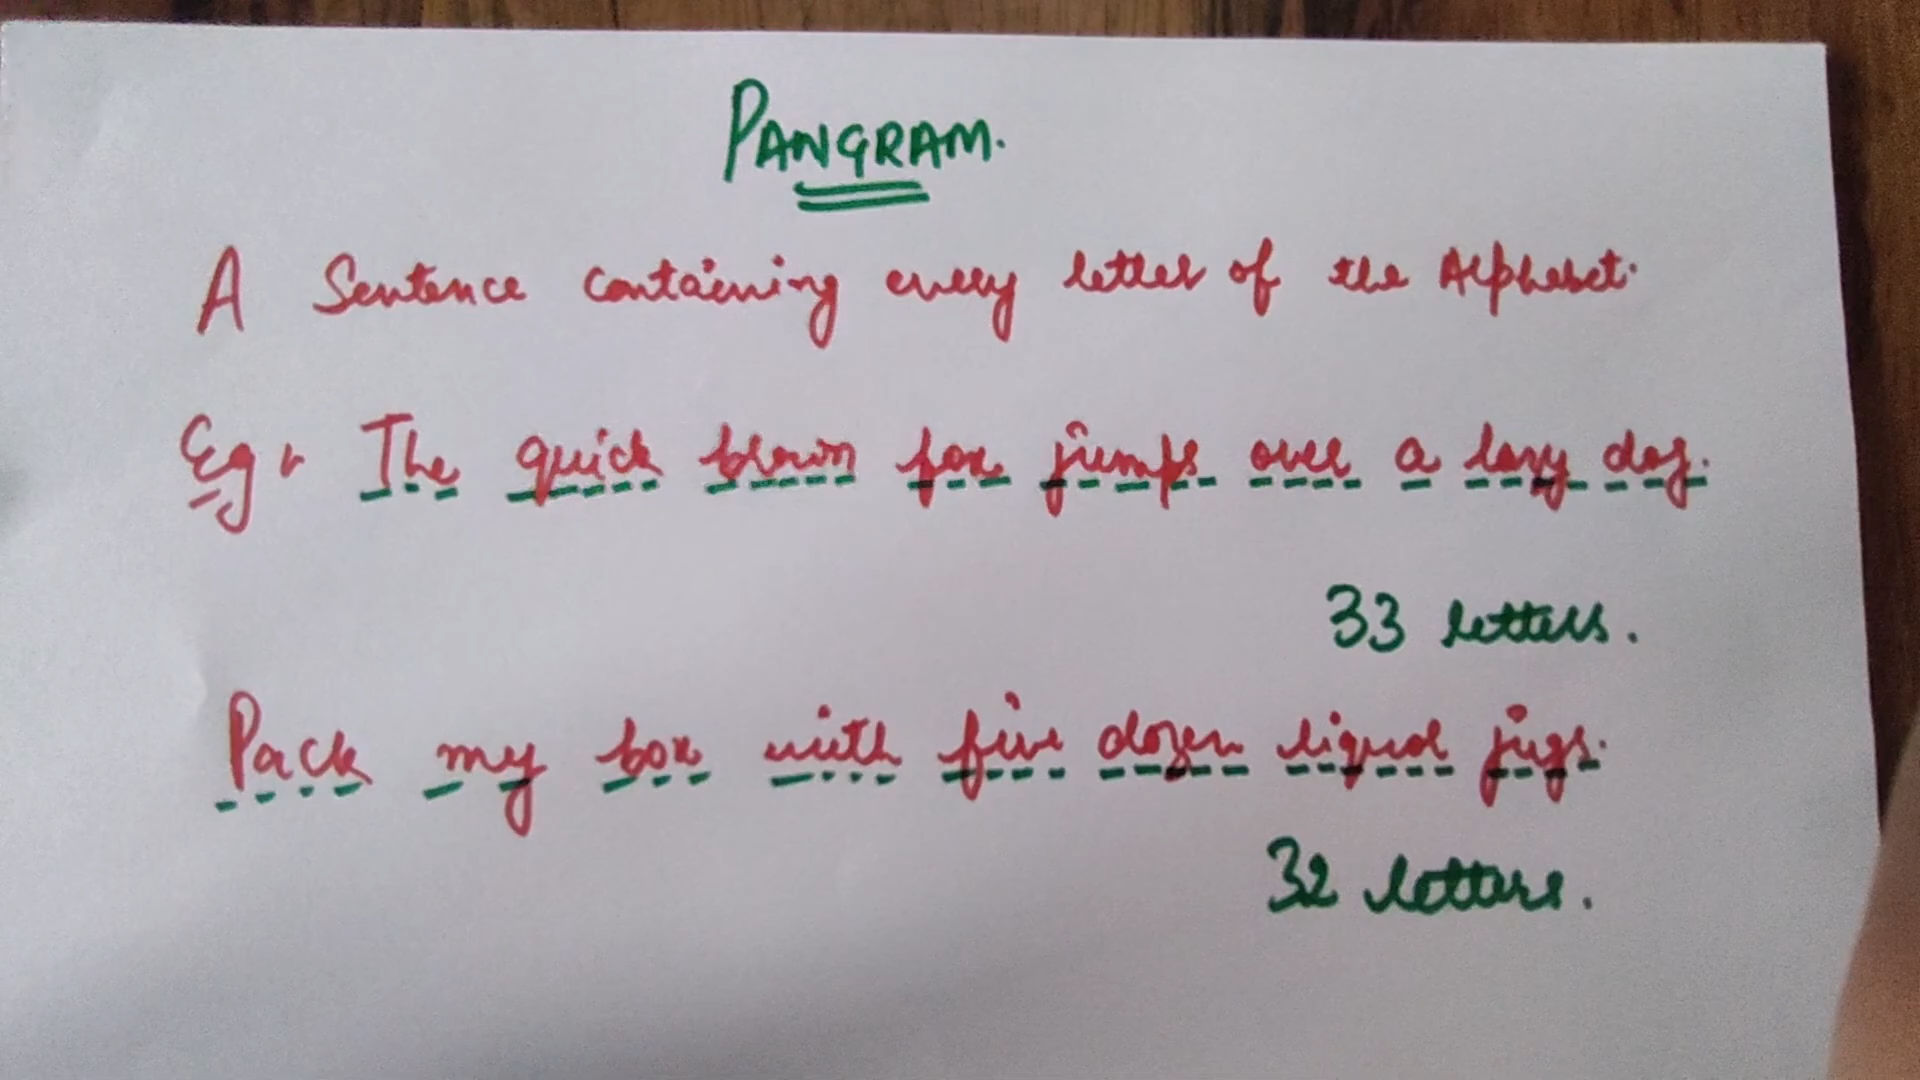 PANGRAM.
A Sentence containing every letter of the Alphabet.
Eg:- The quick brown fox jumps over a lazy dog.
33 letters.
Pack my box with five dozen liquor jugs.
32 letters.